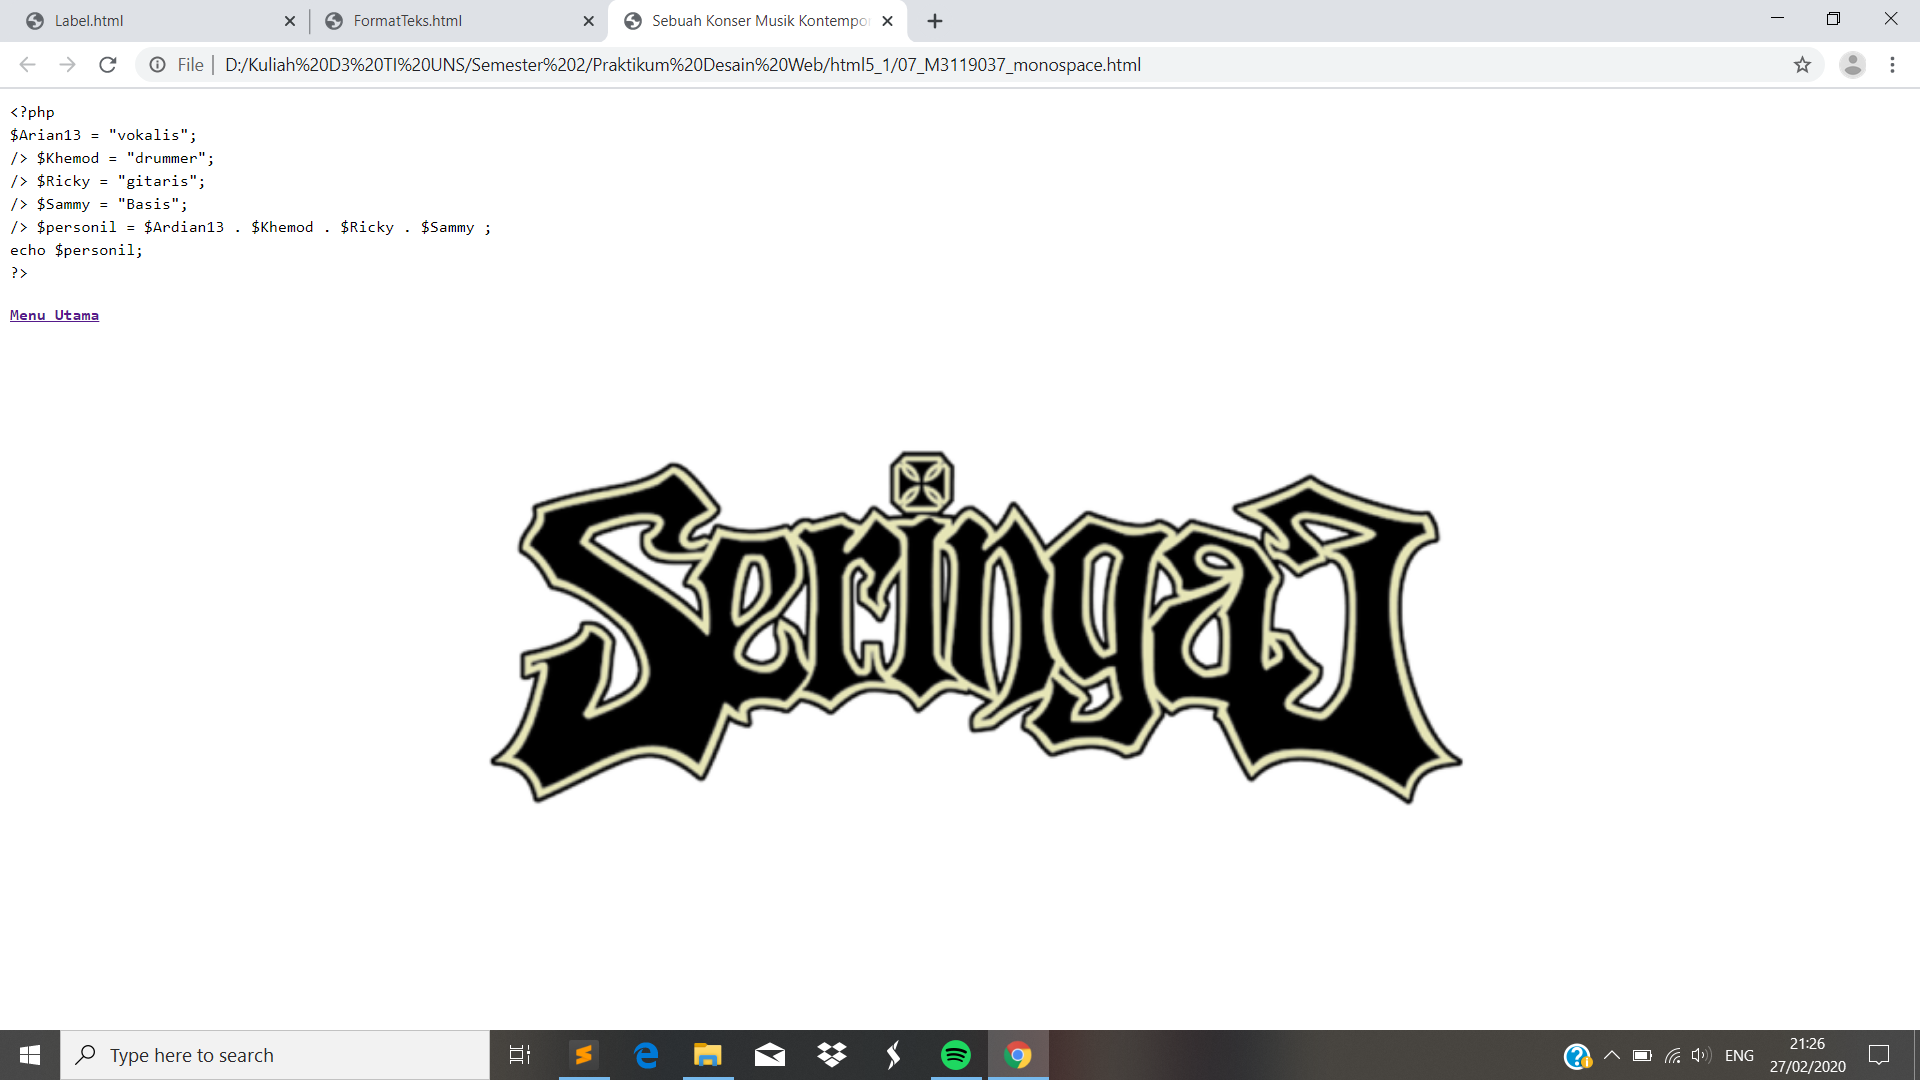 Label.html
FormatTeks.html
Sebuah Konser Musik Kontempo
File
D:/Kuliah%20D3%20TI%20UNS/Semester%202/Praktikum%20Desain%20Web/html5_1/07_M3119037_monospace.html
<?php
$Arian13 = "vokalis";
/> $Khemod = "drummer";
/> $Ricky = "gitaris";
/> $Sammy = "Basis";
/> $personil = $Ardian13 . $Khemod . $Ricky . $Sammy ;
echo $personil;
?>
Menu Utama
Seringai
Type here to search
ENG
21:26
27/02/2020